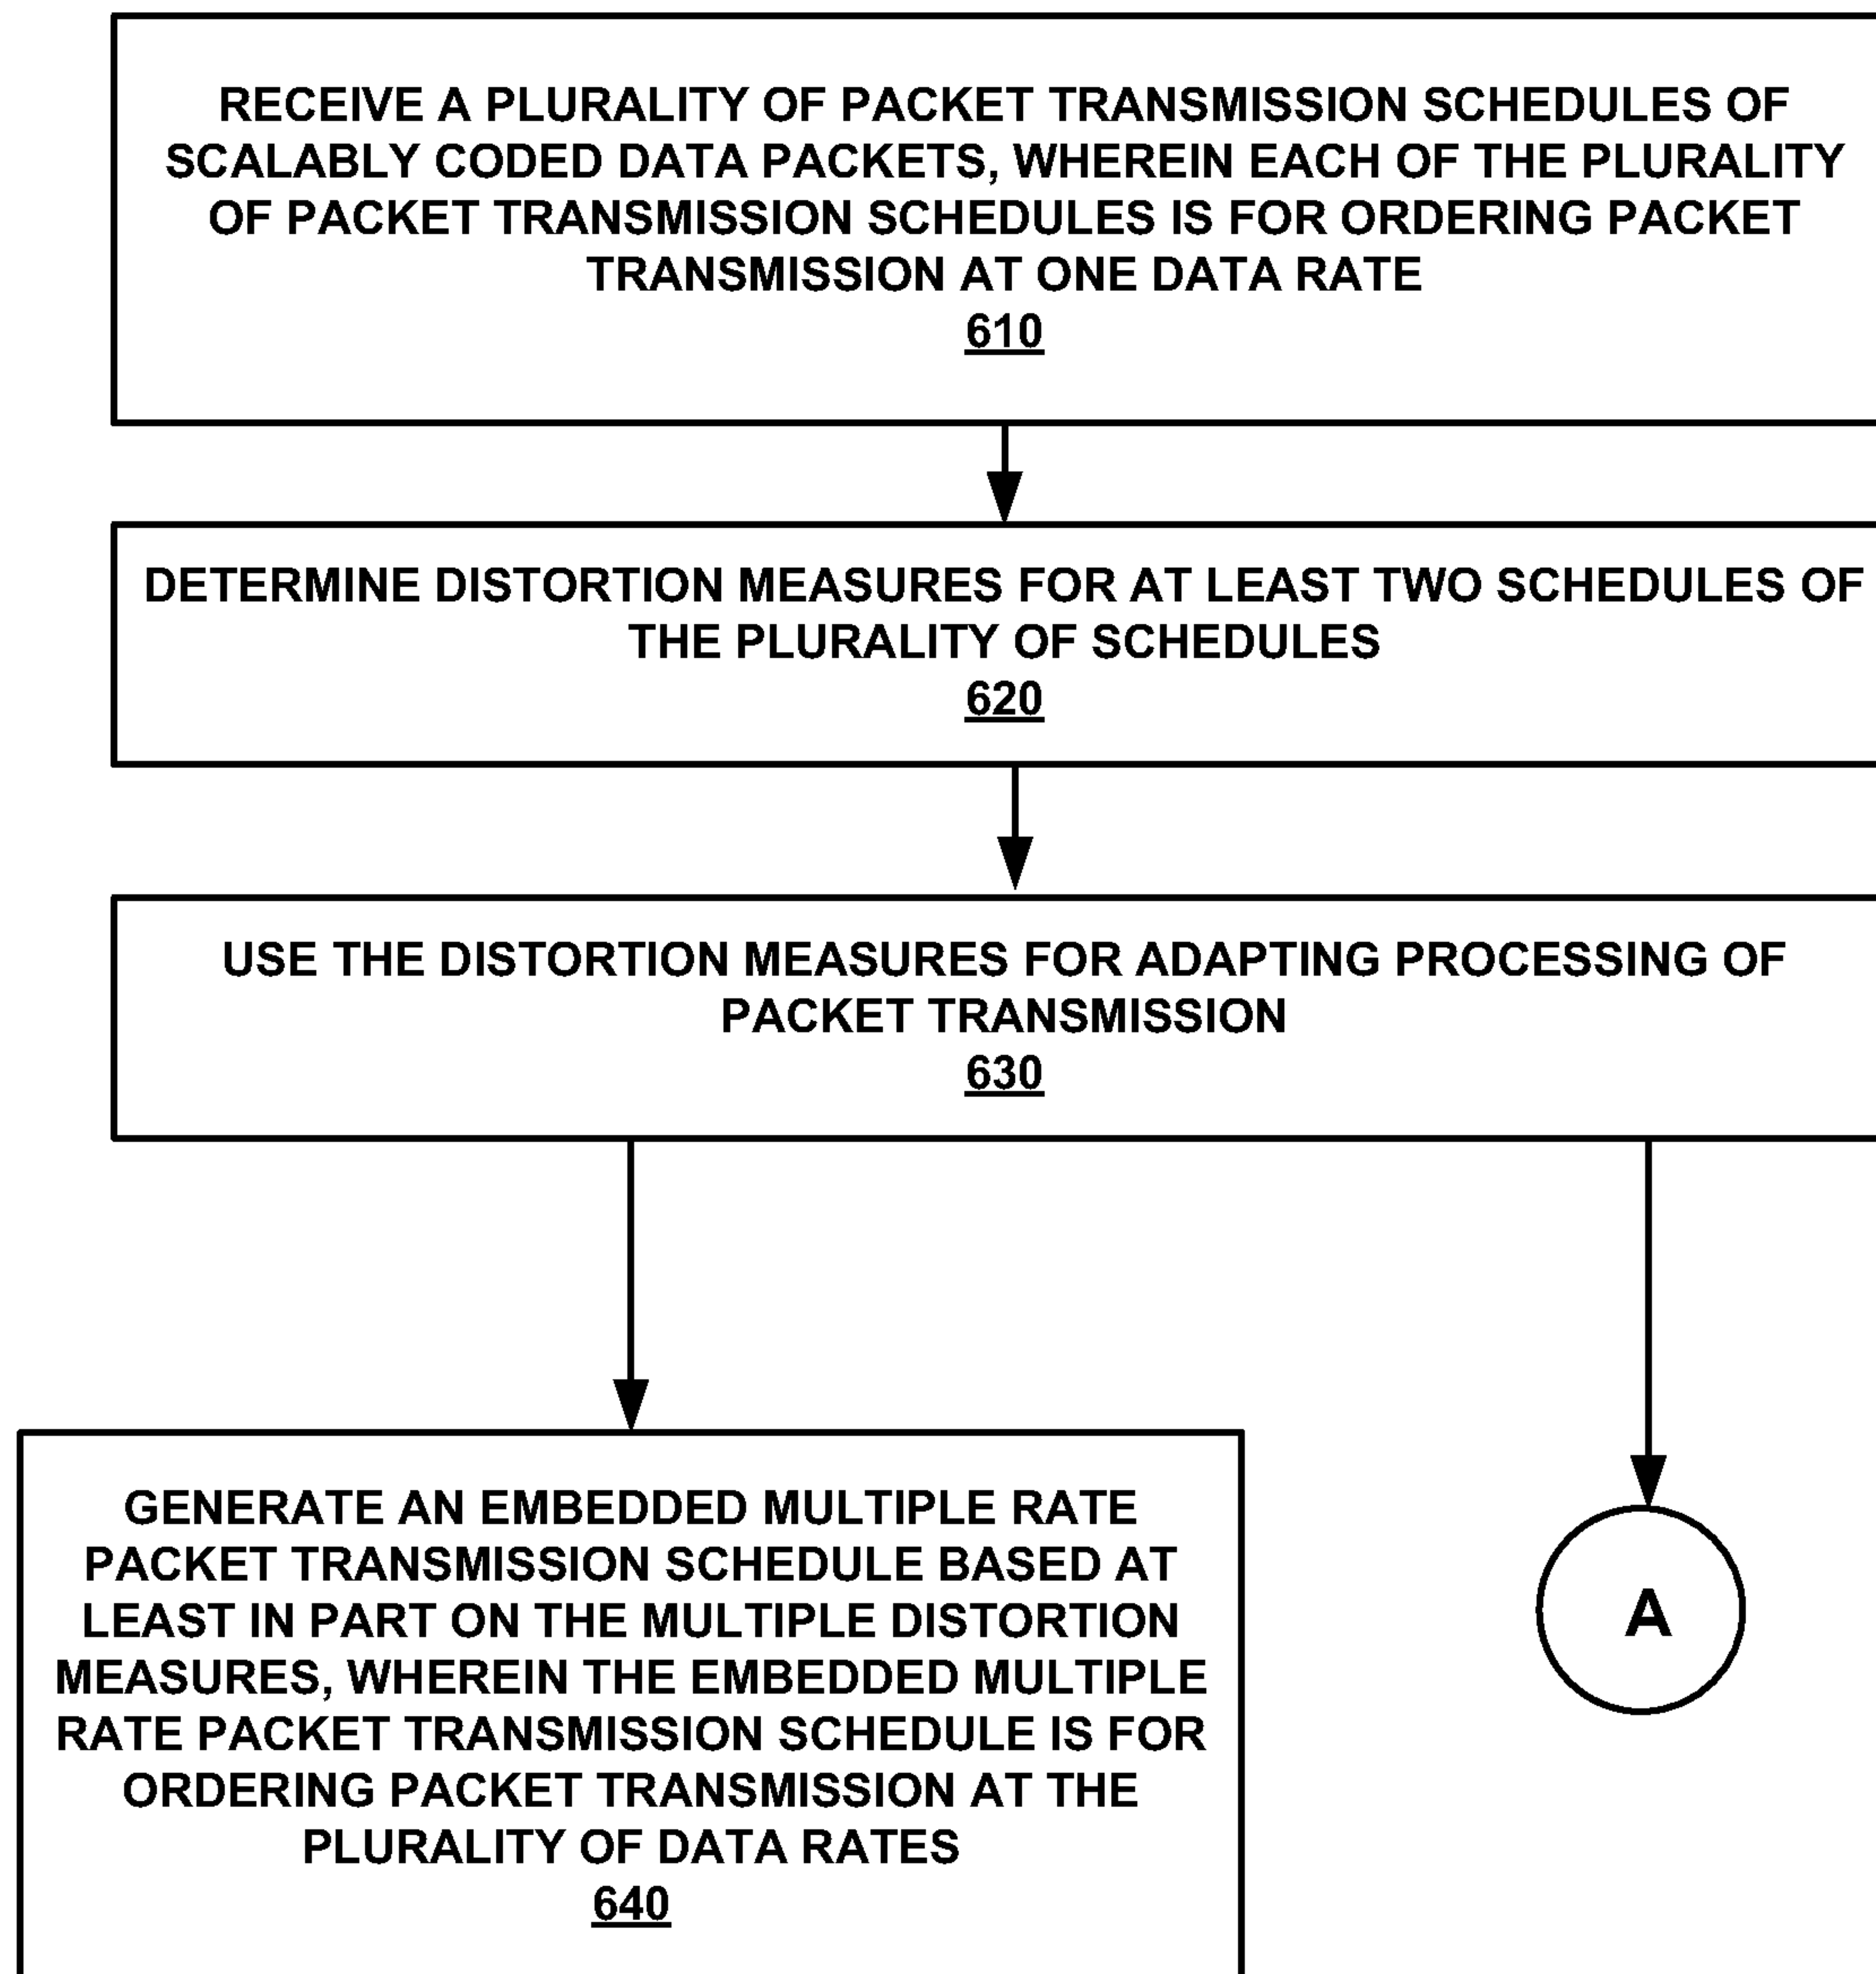 RECEIVE A PLURALITY OF PACKET TRANSMISSION SCHEDULES OF
SCALABLY CODED DATA PACKETS, WHEREIN EACH OF THE PLURALITY
OF PACKET TRANSMISSION SCHEDULES IS FOR ORDERING PACKET
TRANSMISSION AT ONE DATA RATE
610
DETERMINE DISTORTION MEASURES FOR AT LEAST TWO SCHEDULES OF
THE PLURALITY OF SCHEDULES
620
USE THE DISTORTION MEASURES FOR ADAPTING PROCESSING OF
PACKET TRANSMISSION
630
GENERATE AN EMBEDDED MULTIPLE RATE
PACKET TRANSMISSION SCHEDULE BASED AT
LEAST IN PART ON THE MULTIPLE DISTORTION
MEASURES, WHEREIN THE EMBEDDED MULTIPLE
RATE PACKET TRANSMISSION SCHEDULE IS FOR
ORDERING PACKET TRANSMISSION AT THE
PLURALITY OF DATA RATES
640
A